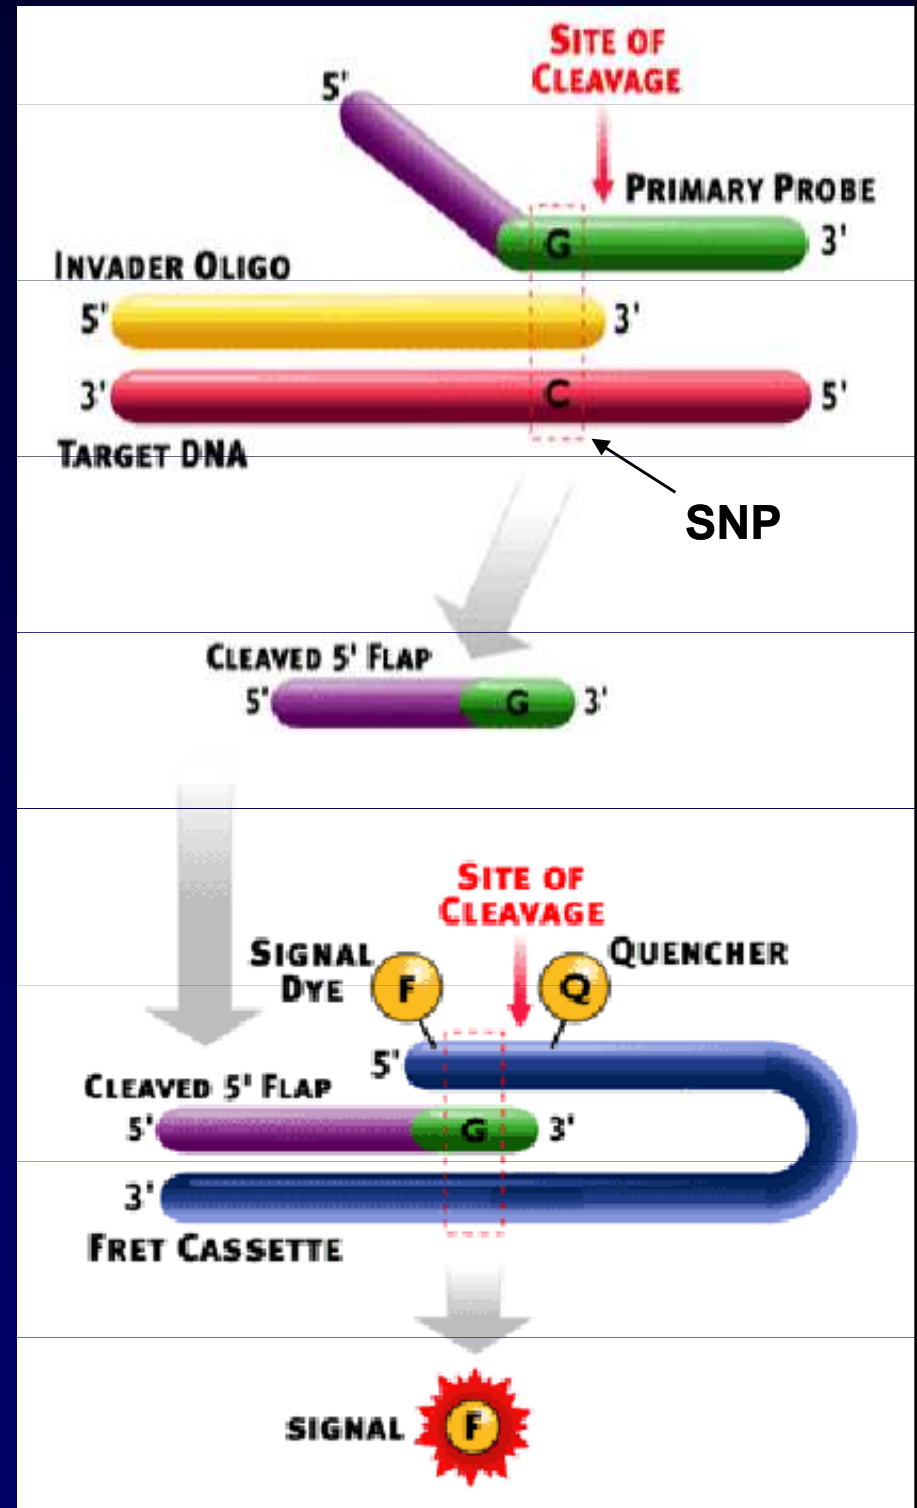 SITE OF
CLEAVAGE
5'
PRIMARY PROBE
G
3'
INVADER OLIGO
5'
3'
3'
C
5'
TARGET DNA
SNP
CLEAVED 5' FLAP
5'
G
3'
SITE OF
CLEAVAGE
SIGNAL
DYE
F
Q
QUENCHER
5'
CLEAVED 5' FLAP
5'
G
3'
3'
FRET CASSETTE
SIGNAL
F